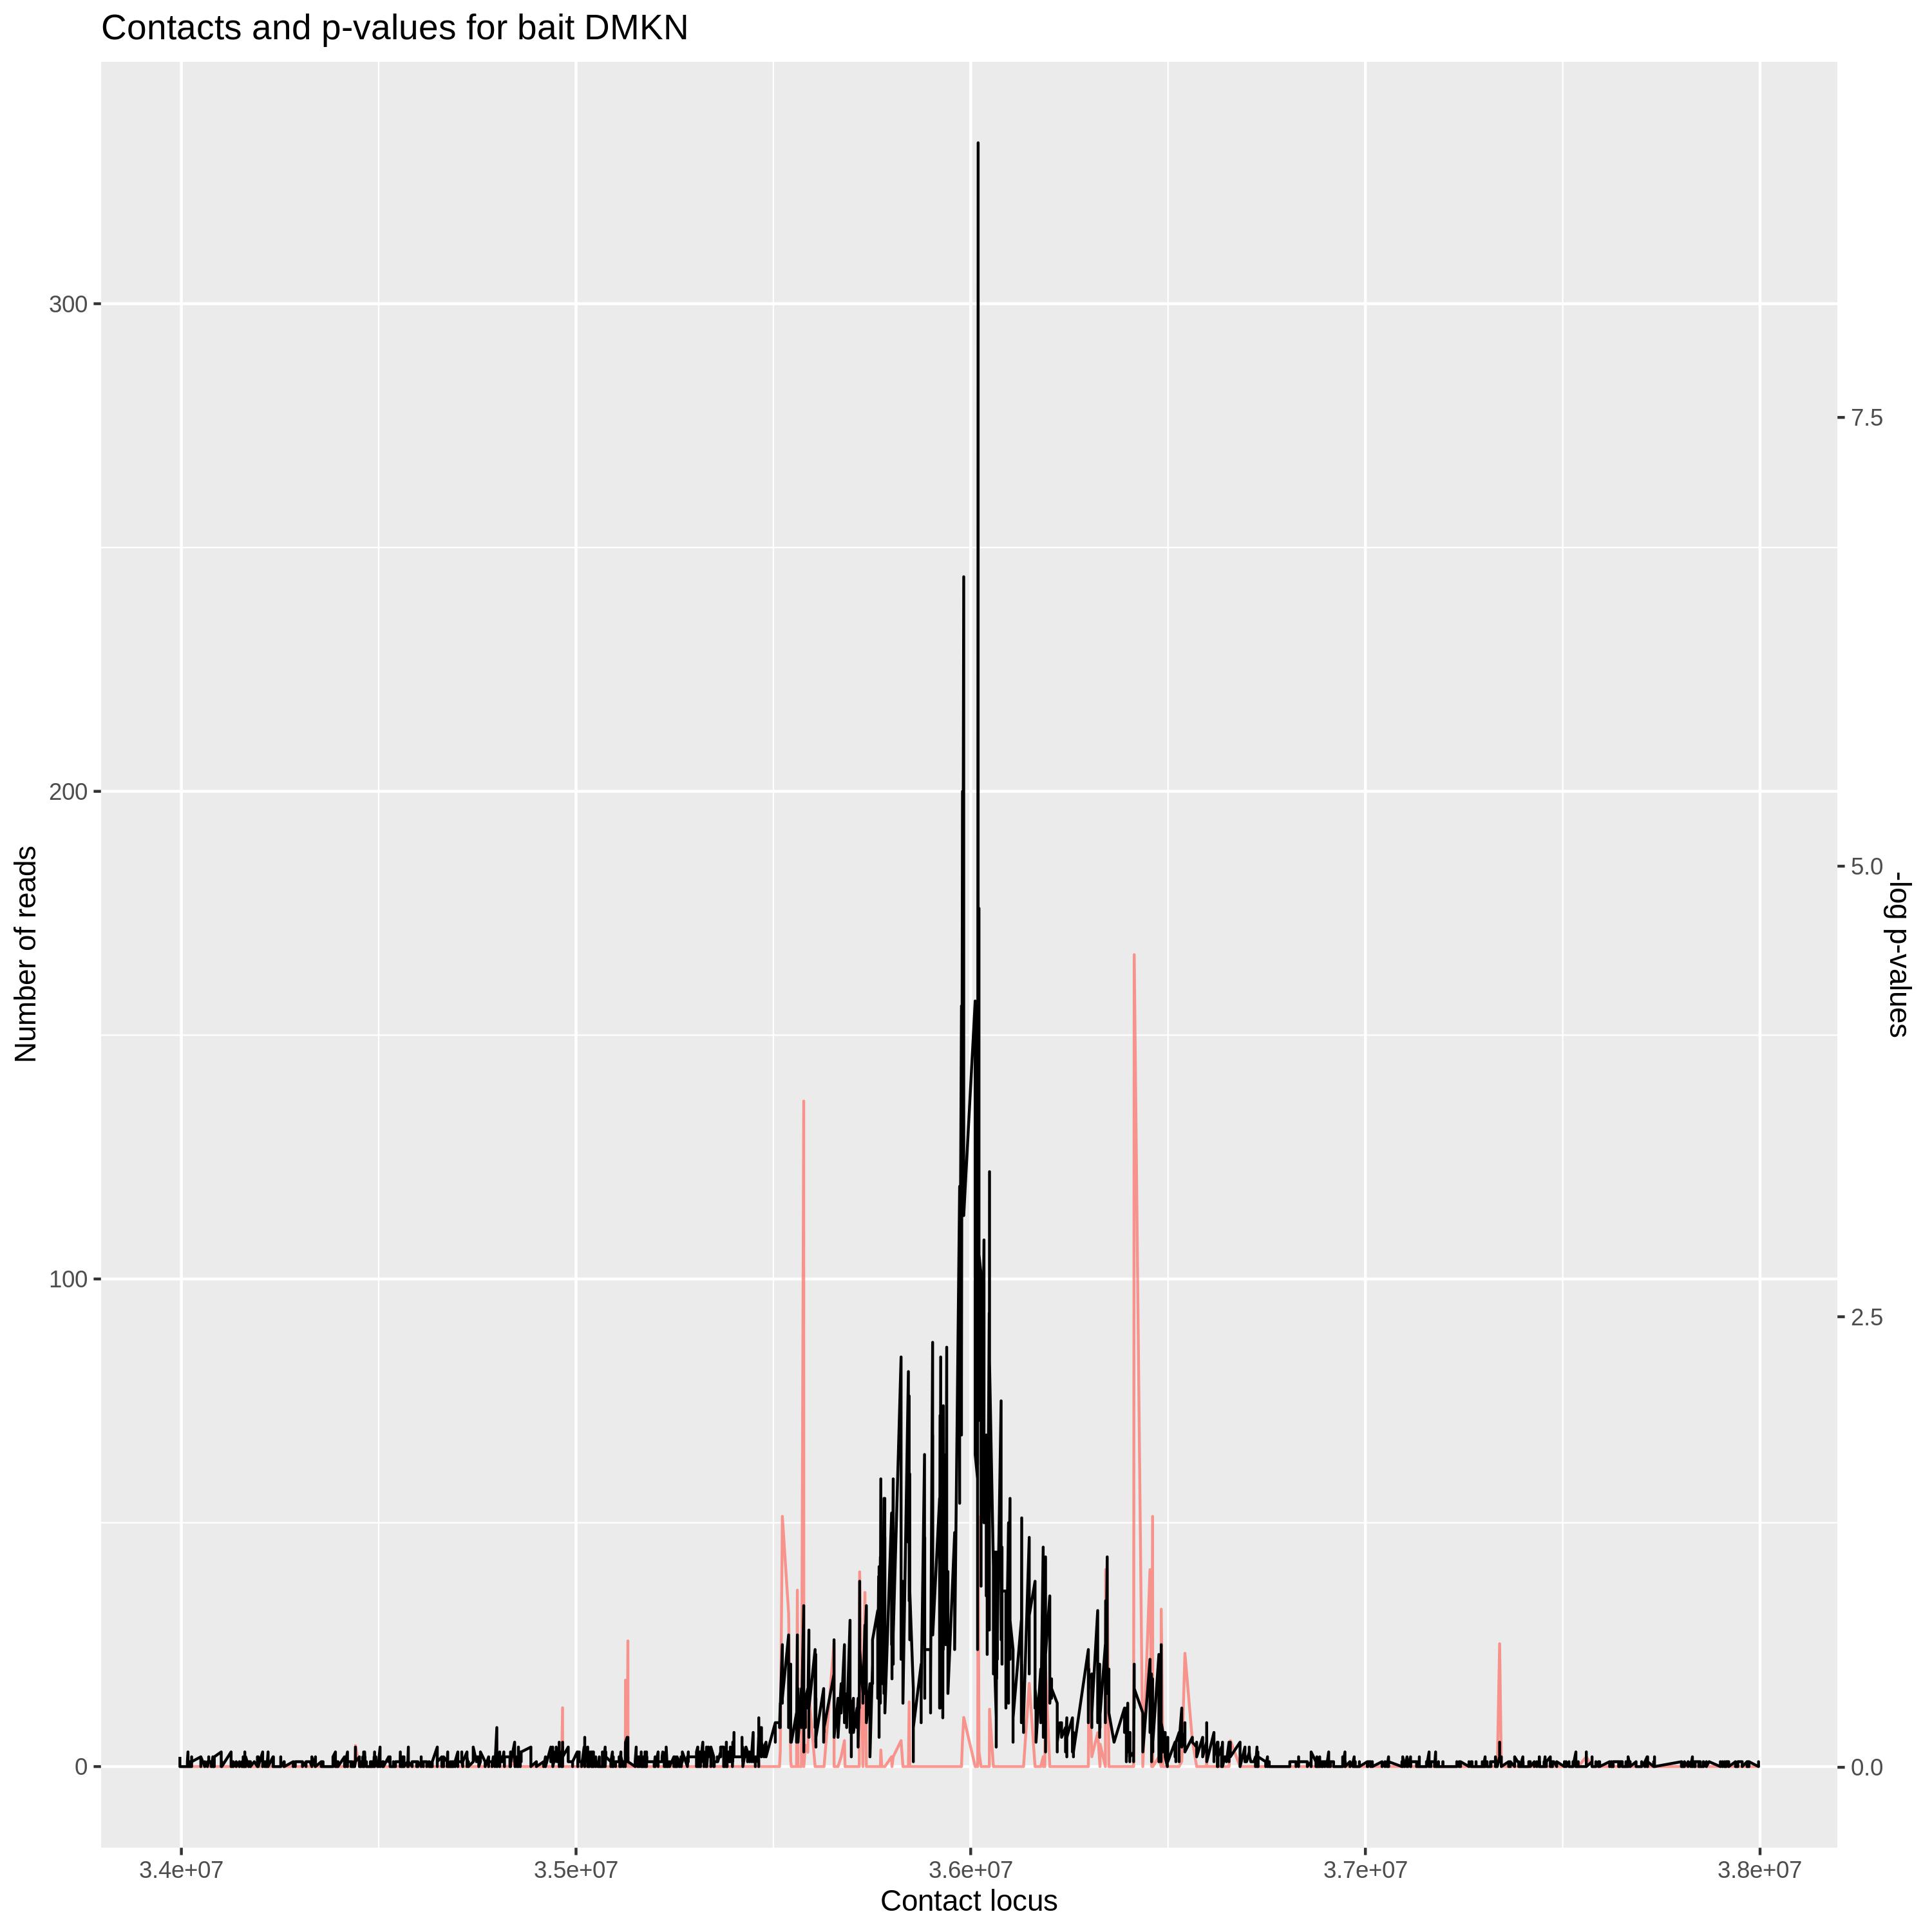 Contacts and p-values for bait DMKN
Number of reads
300
200
100
0
7.5
5.0
2.5
0.0
-log p-values
3.4e+07
3.5e+07
3.6e+07
3.7e+07
3.8e+07
Contact locus